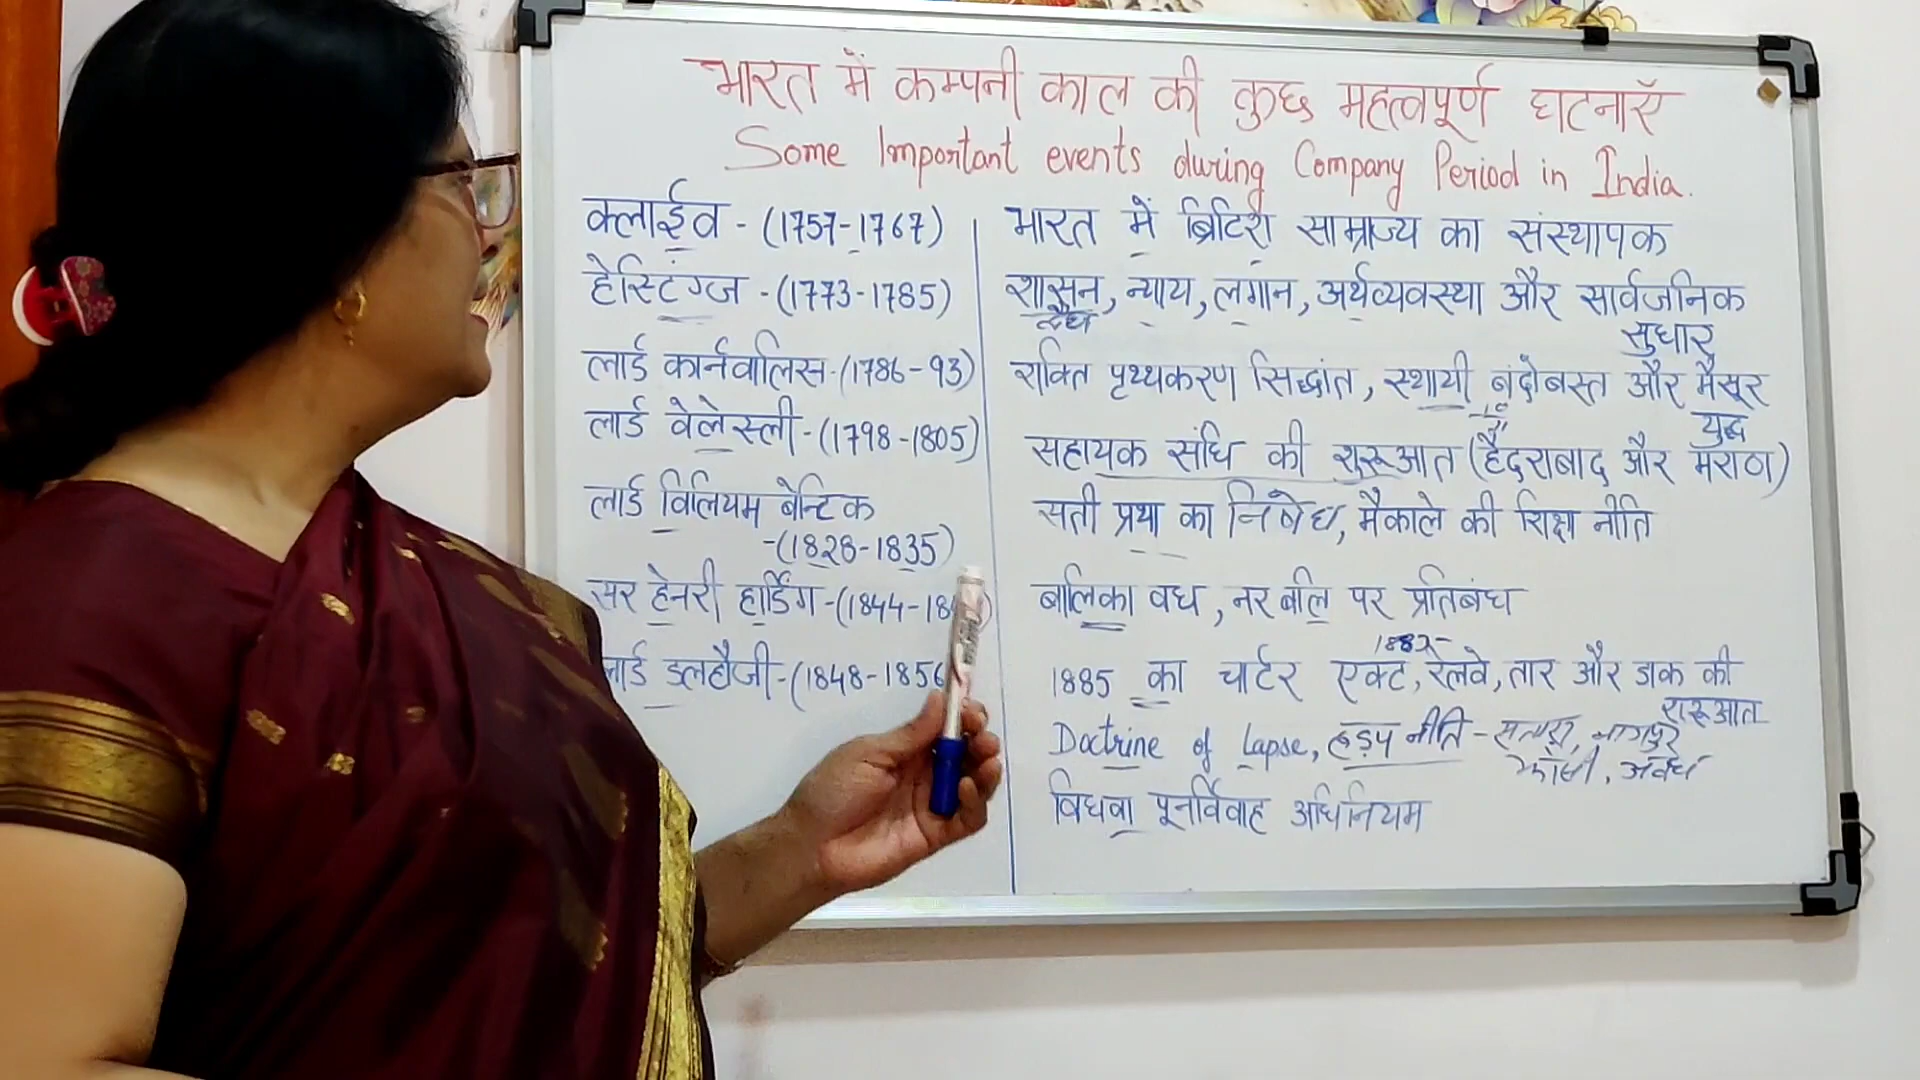 भारत में कम्पनी काल की कुछ महत्वपूर्ण घटनाएॅ
Some Important events during Company Period in India.
क्लाईव - (1757-1767)
भारत में ब्रिटिश साम्राज्य का संस्थापक
हेस्टिंग्ज - (1773-1785)
शासन, न्याय, लगान, अर्थव्यवस्था और सार्वजनिक
सुधार
लार्ड कार्नवालिस-(1786-93)
शक्ति पृथ्थकरण सिद्धांत, स्थायी बंदोबस्त और मैसूर
युद्ध
लार्ड वेलेस्ली-(1798-1805)
सहायक संधि की शुरूआत (हैदराबाद और मराठा)
लार्ड विलियम बेन्टिक
-(1828-1835)
सती प्रथा का निषेध, मैकाले की शिक्षा नीति
सर हेनरी हार्डिंग-(1844-18
बालिका वध, नर बलि पर प्रतिबंध
लार्ड डलहौजी-(1848-1856
1885 का चार्टर एक्ट, रेलवे, तार और डाक की
शुरूआत
Doctrine of Lapse, हड़प नीति - सतारा, नागपुर
झांसी, अवध
विधवा पूनर्विवाह अधिनियम